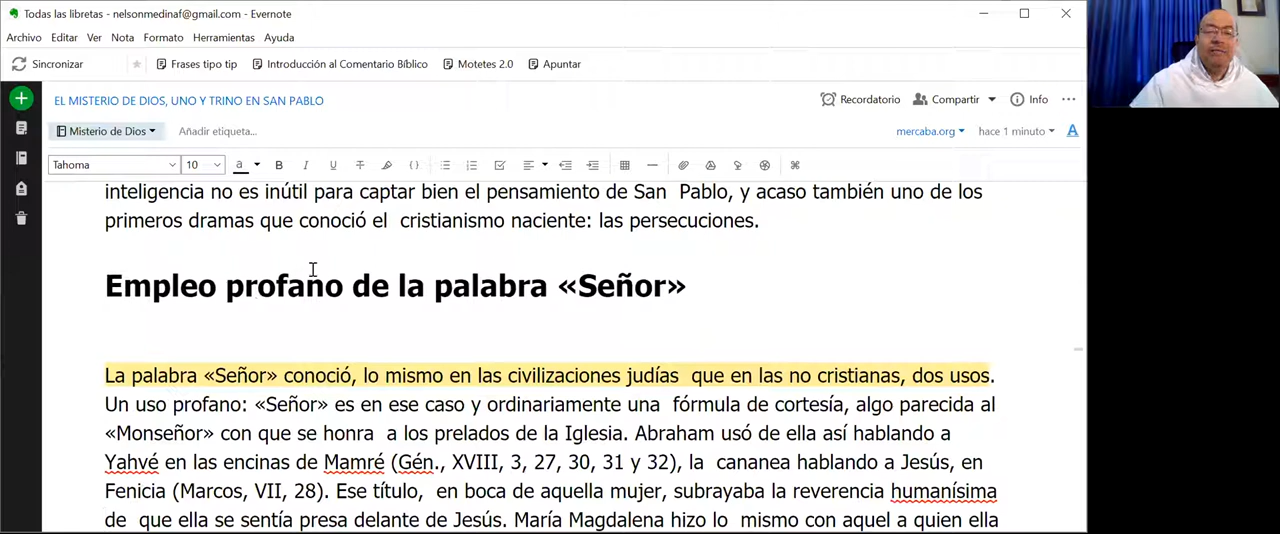 Todas las libretas - nelsonmedinaf@gmail.com - Evernote
Archivo Editar Ver Nota Formato Herramientas Ayuda
Sincronizar Frases tipo tip Introducción al Comentario Bíblico Motetes 2.0 Apuntar
EL MISTERIO DE DIOS, UNO Y TRINO EN SAN PABLO Recordatorio Compartir Info
Misterio de Dios Añadir etiqueta... mercaba.org hace 1 minuto A
Tahoma 10 a B I U T
inteligencia no es inútil para captar bien el pensamiento de San Pablo, y acaso también uno de los
primeros dramas que conoció el cristianismo naciente: las persecuciones.
Empleo profano de la palabra «Señor»
La palabra «Señor» conoció, lo mismo en las civilizaciones judías que en las no cristianas, dos usos.
Un uso profano: «Señor» es en ese caso y ordinariamente una fórmula de cortesía, algo parecida al
«Monseñor» con que se honra a los prelados de la Iglesia. Abraham usó de ella así hablando a
Yahvé en las encinas de Mamré (Gén., XVIII, 3, 27, 30, 31 y 32), la cananea hablando a Jesús, en
Fenicia (Marcos, VII, 28). Ese título, en boca de aquella mujer, subrayaba la reverencia humanísima
de que ella se sentía presa delante de Jesús. María Magdalena hizo lo mismo con aquel a quien ella